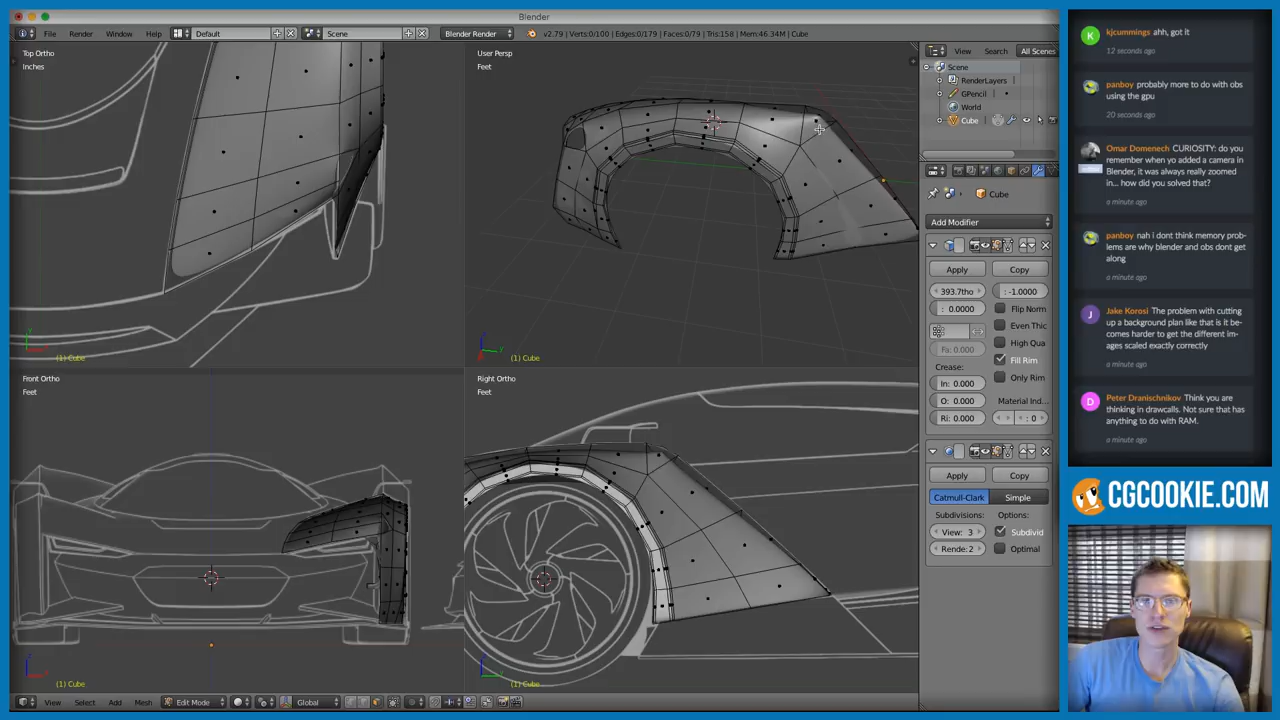 Blender
File Render Window Help Default Scene Blender Render v2.79 | Verts:0/100 | Edges:0/179 | Faces:0/79 | Tris:158 | Mem:46.34M | Cube
Top Ortho
Inches
(1) Cube
User Persp
Feet
(1) Cube
Front Ortho
Feet
(1) Cube
Right Ortho
Feet
(1) Cube
View Select Add Mesh Edit Mode Global
View Search All Scenes
Scene
RenderLayers
GPencil
World
Cube
Cube
Add Modifier
Apply Copy
393.7tho : -1.0000
: 0.0000 Flip Norm
Even Thic
High Qua
Fa: 0.000 Fill Rim
Crease: Only Rim
In: 0.000
O: 0.000 Material Ind...
Ri: 0.000 : 0
Apply Copy
Catmull-Clark Simple
Subdivisions: Options:
View: 3 Subdivid
Rende: 2 Optimal
K
kjcummings ahh, got it
12 seconds ago
panboy probably more to do with obs
using the gpu
20 seconds ago
Omar Domenech CURIOSITY: do you
remember when yo added a camera in
Blender, it was always really zoomed
in... how did you solved that?
a minute ago
panboy nah i dont think memory prob-
lems are why blender and obs dont get
along
a minute ago
J
Jake Korosi The problem with cutting
up a background plan like that is it be-
comes harder to get the different im-
ages scaled exactly correctly
a minute ago
P
Peter Dranischnikov Think you are
thinking in drawcalls. Not sure that has
anything to do with RAM.
a minute ago
CGCOOKIE.COM